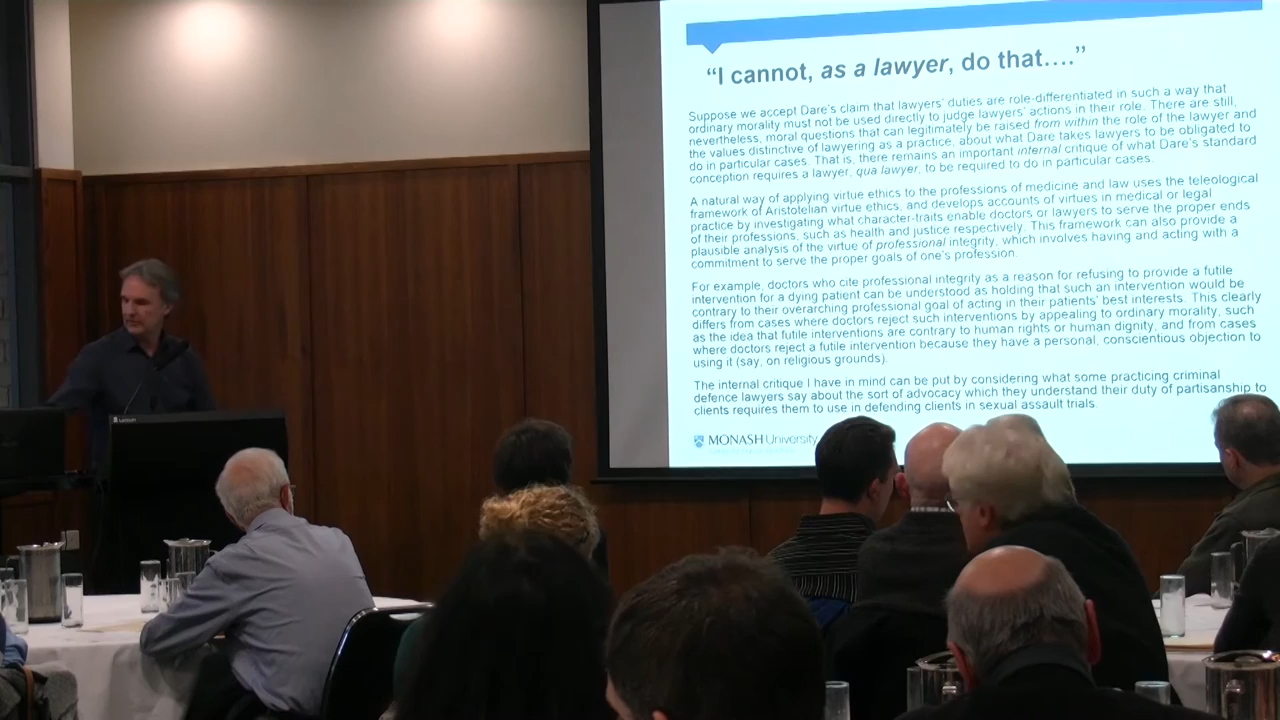 “I cannot, as a lawyer, do that….”
Suppose we accept Dare’s claim that lawyers’ duties are role-differentiated in such a way that
ordinary morality must not be used directly to judge lawyers’ actions in their role. There are still,
nevertheless, moral questions that can legitimately be raised from within the role of the lawyer and
the values distinctive of lawyering as a practice, about what Dare takes lawyers to be obligated to
do in particular cases. That is, there remains an important internal critique of what Dare’s standard
conception requires a lawyer, qua lawyer, to be required to do in particular cases.
A natural way of applying virtue ethics to the professions of medicine and law uses the teleological
framework of Aristotelian virtue ethics, and develops accounts of virtues in medical or legal
practice by investigating what character-traits enable doctors or lawyers to serve the proper ends
of their professions, such as health and justice respectively. This framework can also provide a
plausible analysis of the virtue of professional integrity, which involves having and acting with a
commitment to serve the proper goals of one’s profession.
For example, doctors who cite professional integrity as a reason for refusing to provide a futile
intervention for a dying patient can be understood as holding that such an intervention would be
contrary to their overarching professional goal of acting in their patients’ best interests. This clearly
differs from cases where doctors reject such interventions by appealing to ordinary morality, such
as the idea that futile interventions are contrary to human rights or human dignity, and from cases
where doctors reject a futile intervention because they have a personal, conscientious objection to
using it (say, on religious grounds).
The internal critique I have in mind can be put by considering what some practicing criminal
defence lawyers say about the sort of advocacy which they understand their duty of partisanship to
clients requires them to use in defending clients in sexual assault trials.
MONASH University